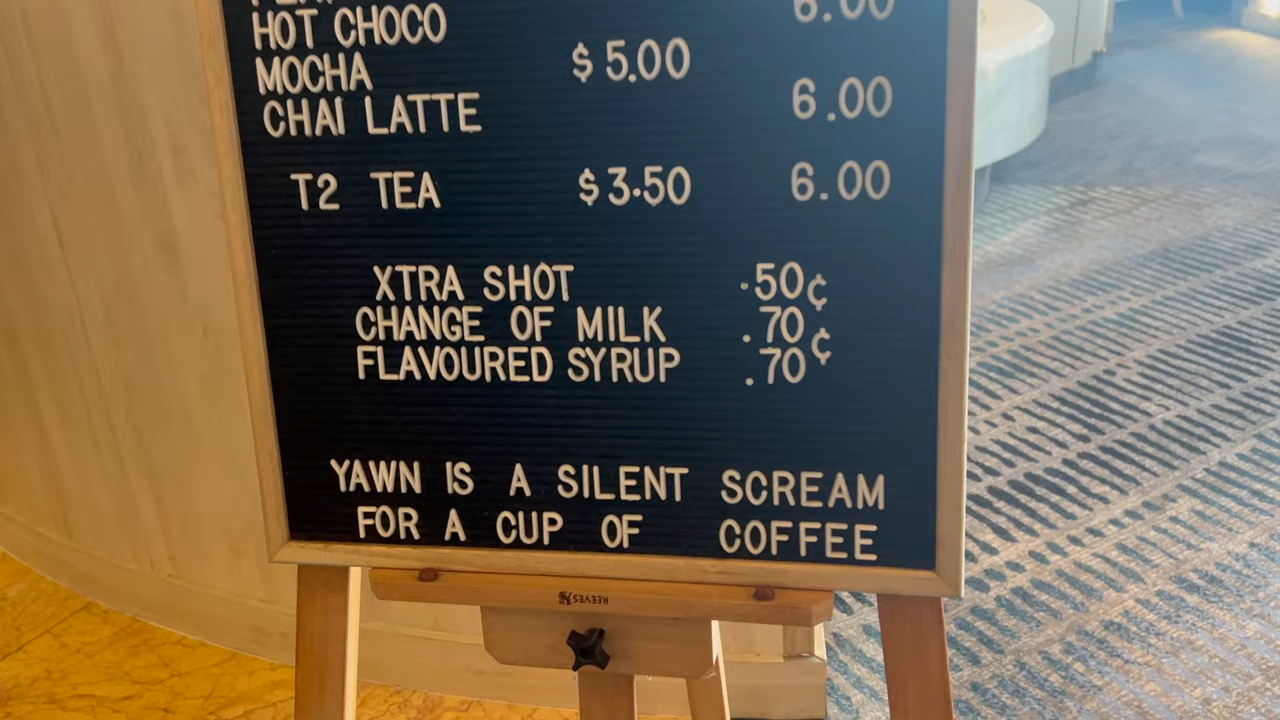 6.00
HOT CHOCO
MOCHA $5.00
CHAI LATTE 6.00
T2 TEA $3.50 6.00
XTRA SHOT .50¢
CHANGE OF MILK .70¢
FLAVOURED SYRUP .70
YAWN IS A SILENT SCREAM
FOR A CUP OF COFFEE
REEVES